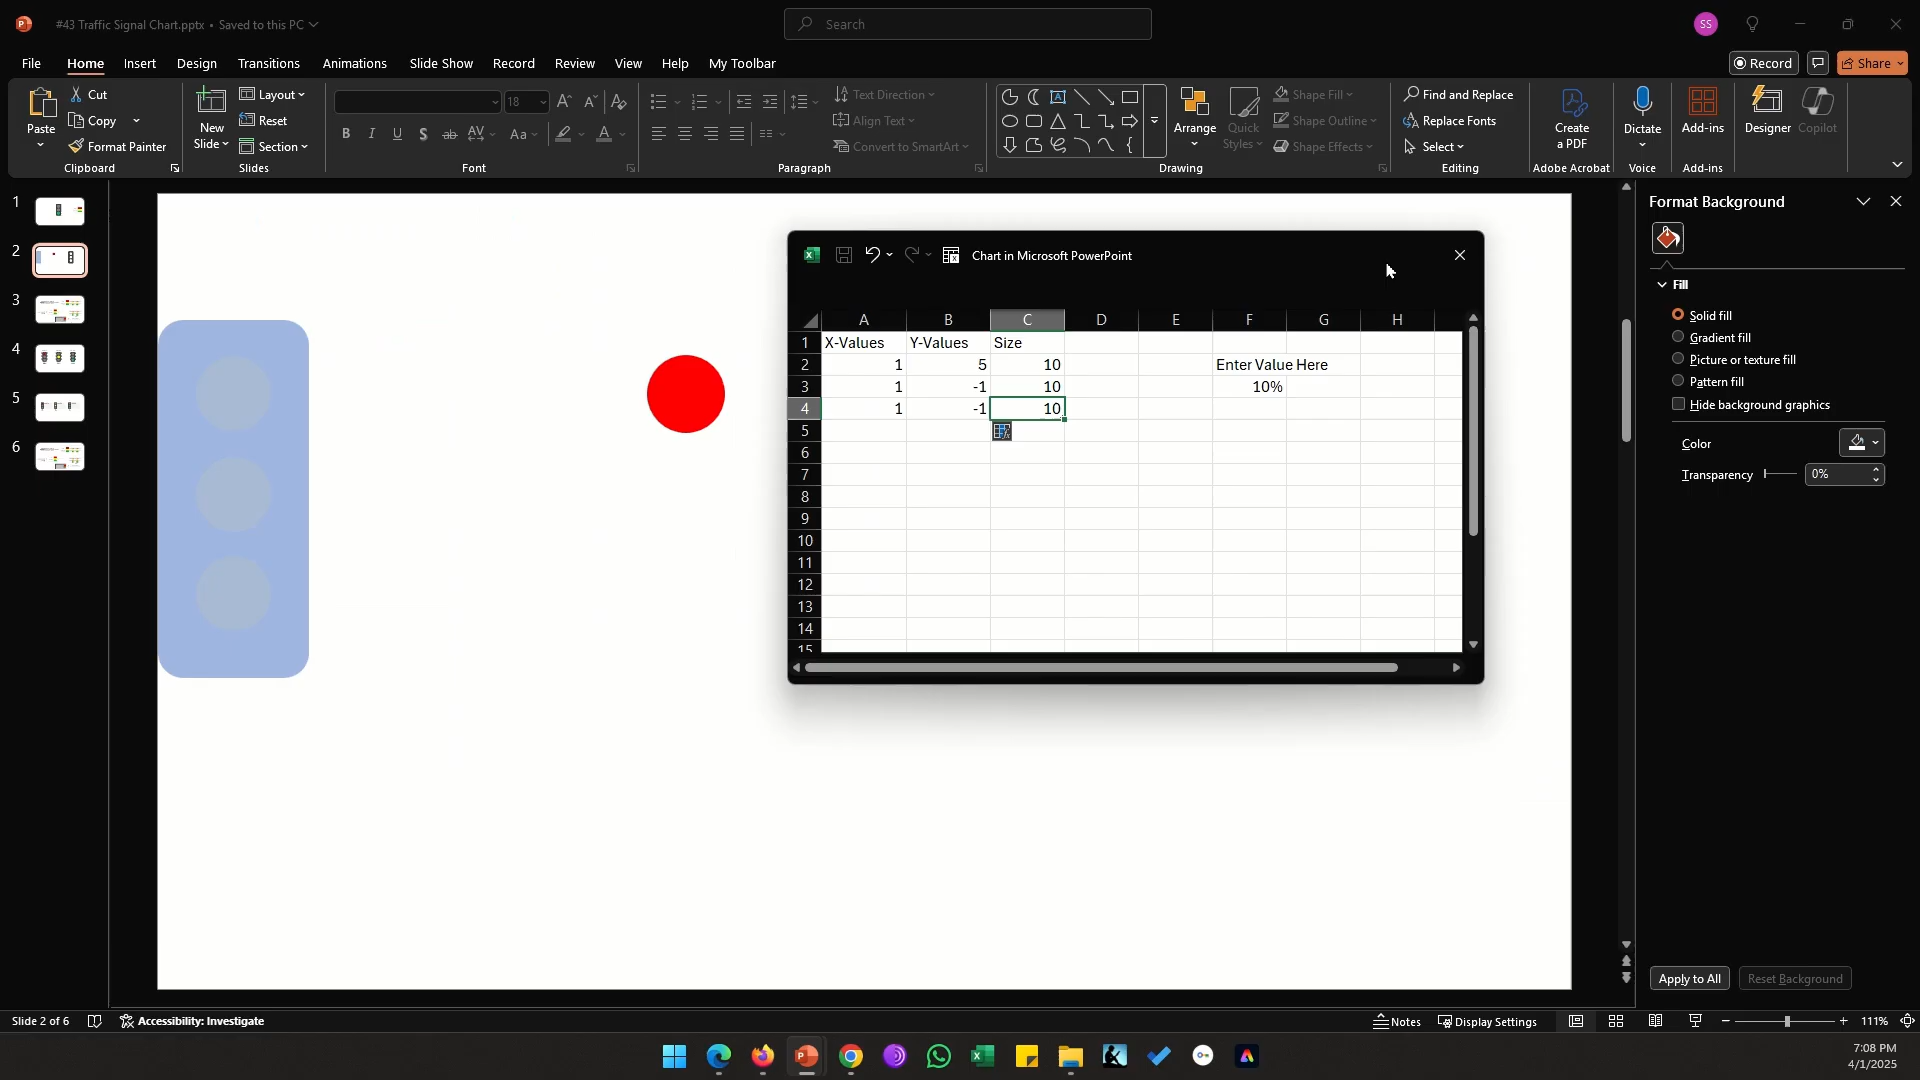 #43 Traffic Signal Chart.pptx • Saved to this PC
Search
SS
File Home Insert Design Transitions Animations Slide Show Record Review View Help My Toolbar
Record
Share
Paste
Cut
Copy
Format Painter
Clipboard
New Slide
Layout
Reset
Section
Slides
18
B I U S ab AV Aa A
Font
Text Direction
Align Text
Convert to SmartArt
Paragraph
Arrange
Quick Styles
Shape Fill
Shape Outline
Shape Effects
Drawing
Find and Replace
Replace Fonts
Select
Editing
Create a PDF
Adobe Acrobat
Dictate
Voice
Add-ins
Add-ins
Designer
Copilot
1
2
3
4
5
6
Chart in Microsoft PowerPoint
A B C D E F G H
1 X-Values Y-Values Size
2 1 5 10 Enter Value Here
3 1 -1 10 10%
4 1 -1 10
5
6
7
8
9
10
11
12
13
14
15
Format Background
Fill
Solid fill
Gradient fill
Picture or texture fill
Pattern fill
Hide background graphics
Color
Transparency 0%
Apply to All
Reset Background
Slide 2 of 6
Accessibility: Investigate
Notes
Display Settings
111%
7:08 PM
4/1/2025